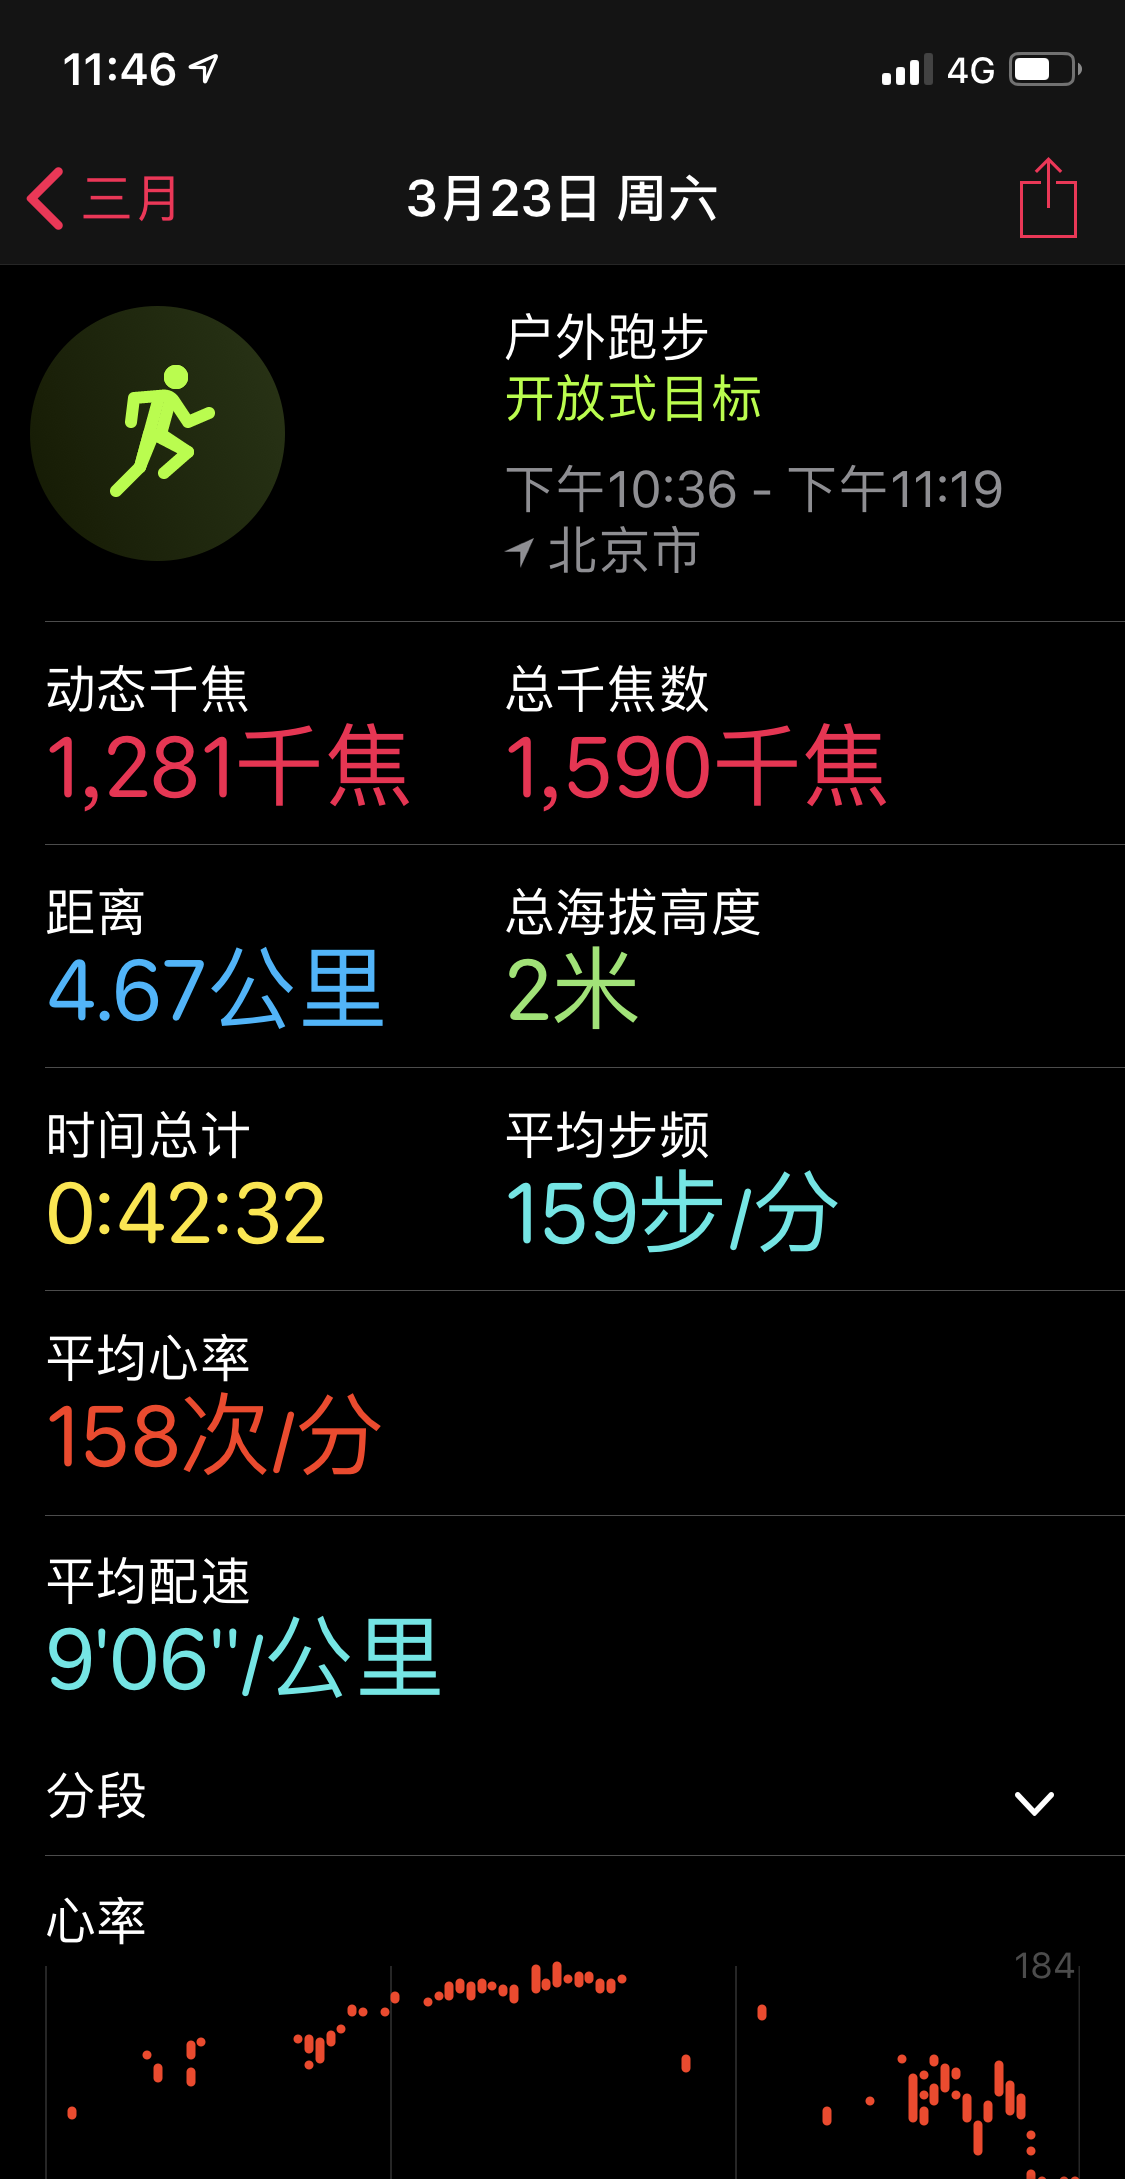 11:46
4G
三月
3月23日 周六
户外跑步
开放式目标
下午10:36 - 下午11:19
北京市
动态千焦
总千焦数
1,281千焦
1,590千焦
距离
总海拔高度
4.67公里
2米
时间总计
平均步频
0:42:32
159步/分
平均心率
158次/分
平均配速
9'06"/公里
分段
心率
184